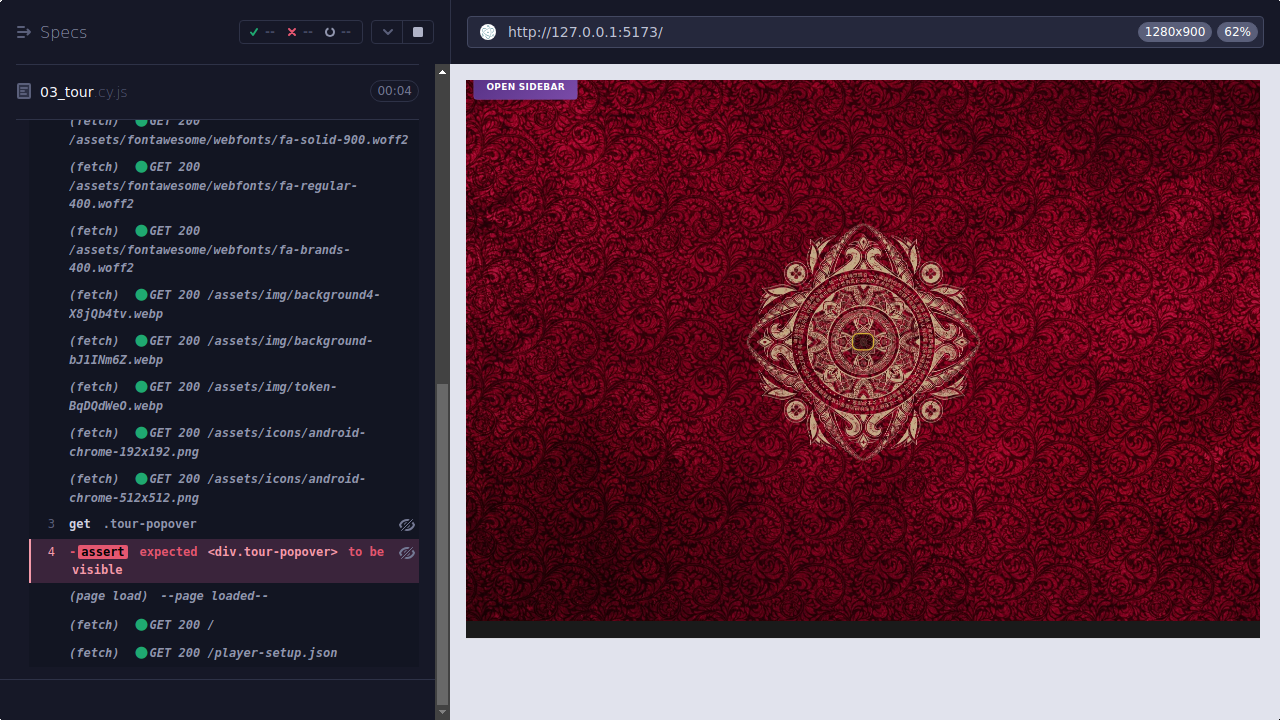 Specs
--
--
--
http://127.0.0.1:5173/
1280x900
62%
03_tour.cy.js
00:04
OPEN SIDEBAR
(fetch) GET 200
/assets/fontawesome/webfonts/fa-solid-900.woff2
(fetch) GET 200
/assets/fontawesome/webfonts/fa-regular-
400.woff2
(fetch) GET 200
/assets/fontawesome/webfonts/fa-brands-
400.woff2
(fetch) GET 200 /assets/img/background4-
X8jQb4tv.webp
(fetch) GET 200 /assets/img/background-
bJ1INm6Z.webp
(fetch) GET 200 /assets/img/token-
BqDQdWeO.webp
(fetch) GET 200 /assets/icons/android-
chrome-192x192.png
(fetch) GET 200 /assets/icons/android-
chrome-512x512.png
3 get .tour-popover
4 -assert expected <div.tour-popover> to be
visible
(page load) --page loaded--
(fetch) GET 200 /
(fetch) GET 200 /player-setup.json